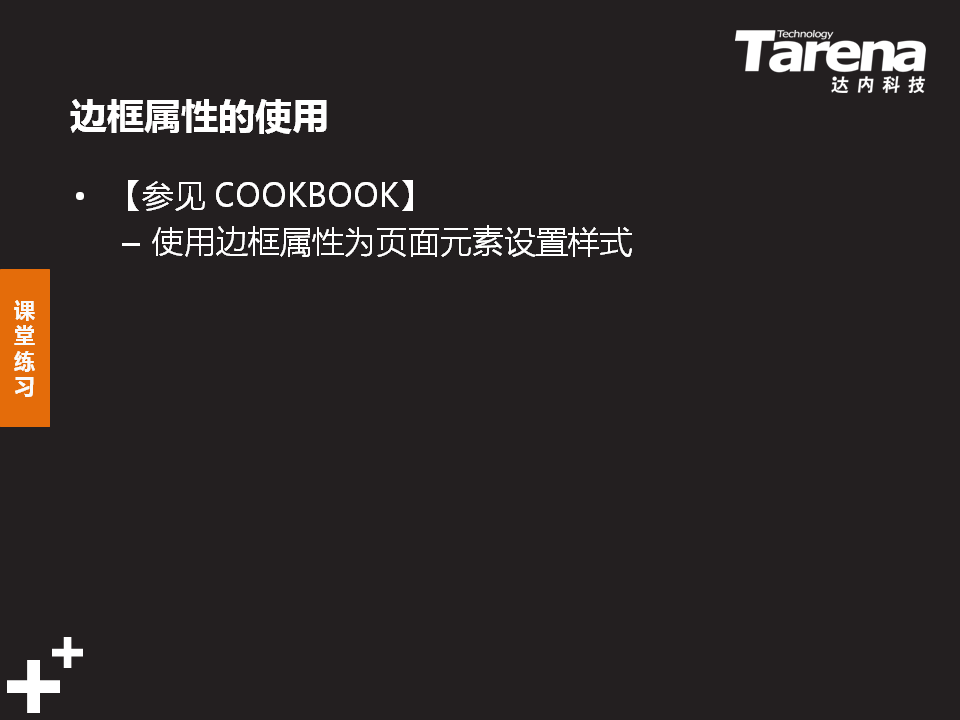 Technology
Tarena
达内科技
边框属性的使用
• 【参见 COOKBOOK】
– 使用边框属性为页面元素设置样式
课
堂
练
习